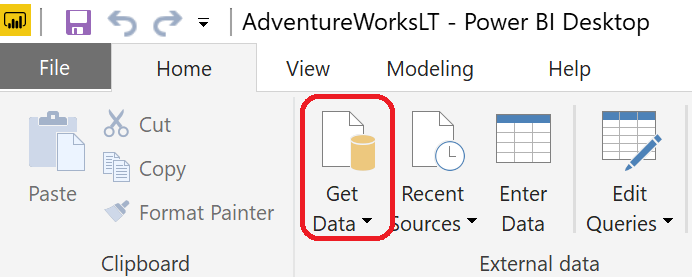 AdventureWorksLT - Power BI Desktop
File
Home
View
Modeling
Help
Paste
Cut
Copy
Format Painter
Clipboard
Get
Data
Recent
Sources
Enter
Data
Edit
Queries
External data